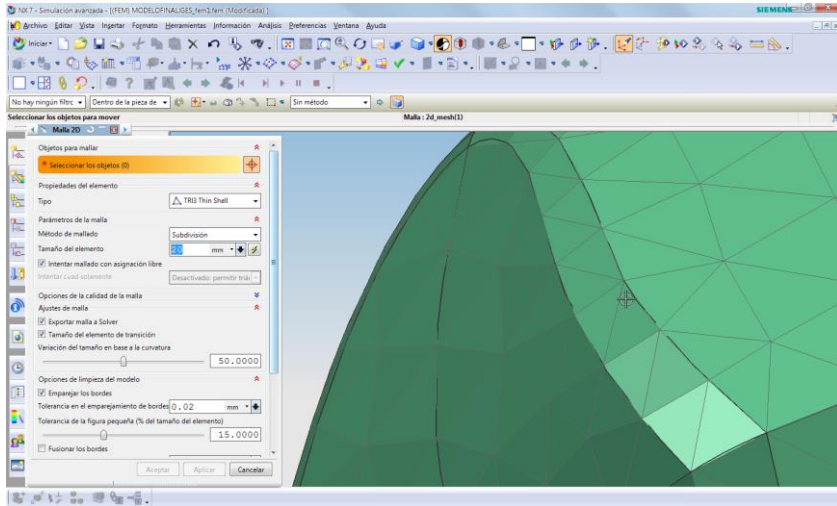 NX 7 - Simulación avanzada - [(FEM) MODELOFINALIGES_fem1.fem (Modificada) ]
SIEMENS
Archivo Editar Vista Insertar Formato Herramientas Información Análisis Preferencias Ventana Ayuda
Iniciar
No hay ningún filtro
Dentro de la pieza de
Sin método
Seleccionar los objetos para mover
Malla : 2d_mesh(1)
Malla 2D
Objetos para mallar
* Seleccionar los objetos (0)
Propiedades del elemento
Tipo
TRI3 Thin Shell
Parámetros de la malla
Método de mallado
Subdivisión
Tamaño del elemento
mm
Intentar mallado con asignación libre
Intentar cuad solamente
Desactivado: permitir trián
Opciones de la calidad de la malla
Ajustes de malla
Exportar malla a Solver
Tamaño del elemento de transición
Variación del tamaño en base a la curvatura
50.0000
Opciones de limpieza del modelo
Emparejar los bordes
Tolerancia en el emparejamiento de bordes
0.02
mm
Tolerancia de la figura pequeña (% del tamaño del elemento)
15.0000
Fusionar los bordes
Aceptar
Aplicar
Cancelar